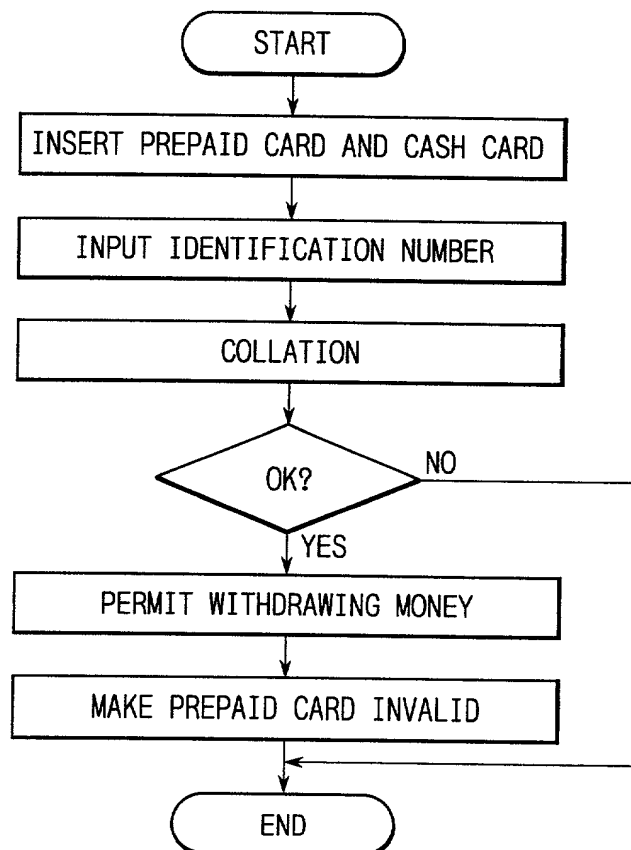 START
INSERT PREPAID CARD AND CASH CARD
INPUT IDENTIFICATION NUMBER
COLLATION
OK?
NO
YES
PERMIT WITHDRAWING MONEY
MAKE PREPAID CARD INVALID
END